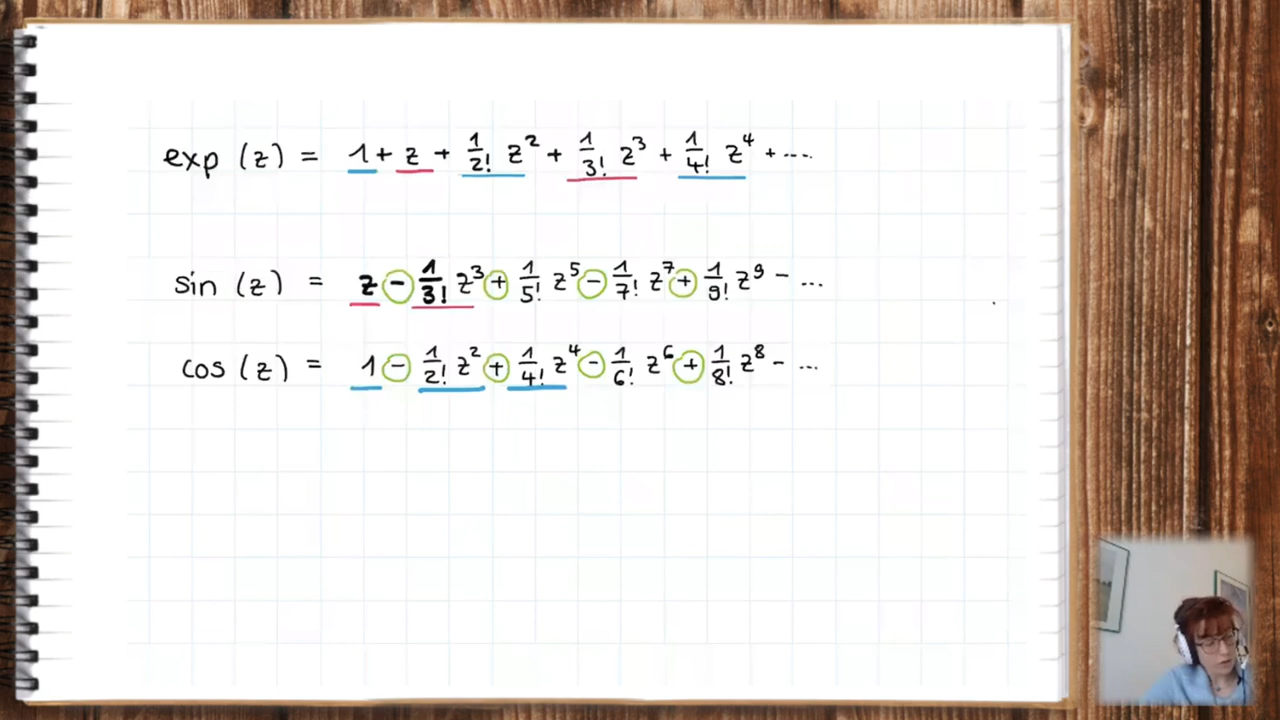 exp (z) = 1 + z + 1/2! z² + 1/3! z³ + 1/4! z⁴ + ....
sin (z) = z - 1/3! z³ + 1/5! z⁵ - 1/7! z⁷ + 1/9! z⁹ - ...
cos (z) = 1 - 1/2! z² + 1/4! z⁴ - 1/6! z⁶ + 1/8! z⁸ - ...